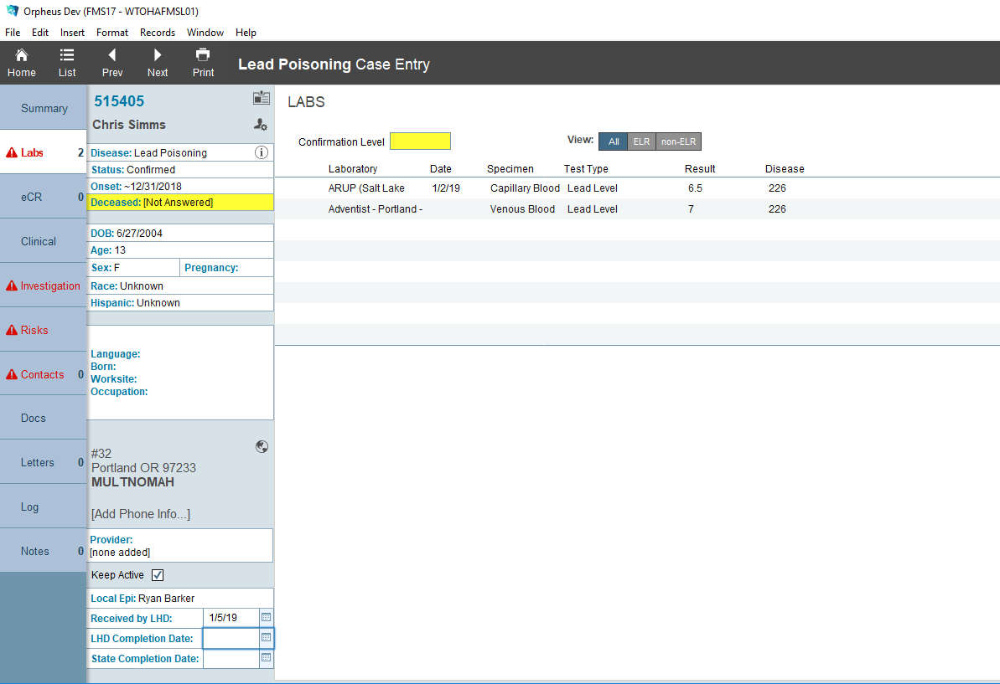 Orpheus Dev (FMS17 - WTOHAFMSL01)
File Edit Insert Format Records Window Help
Home List Prev Next Print Lead Poisoning Case Entry
Summary
Labs 2
eCR 0
Clinical
Investigation
Risks
Contacts 0
Docs
Letters 0
Log
Notes 0
515405
Chris Simms
Disease: Lead Poisoning
Status: Confirmed
Onset: ~12/31/2018
Deceased: [Not Answered]
DOB: 6/27/2004
Age: 13
Sex: F Pregnancy:
Race: Unknown
Hispanic: Unknown
Language:
Born:
Worksite:
Occupation:
#32
Portland OR 97233
MULTNOMAH
[Add Phone Info...]
Provider:
[none added]
Keep Active
Local Epi: Ryan Barker
Received by LHD: 1/5/19
LHD Completion Date:
State Completion Date:
LABS
Confirmation Level View: All ELR non-ELR
Laboratory Date Specimen Test Type Result Disease
ARUP (Salt Lake 1/2/19 Capillary Blood Lead Level 6.5 226
Adventist - Portland - Venous Blood Lead Level 7 226